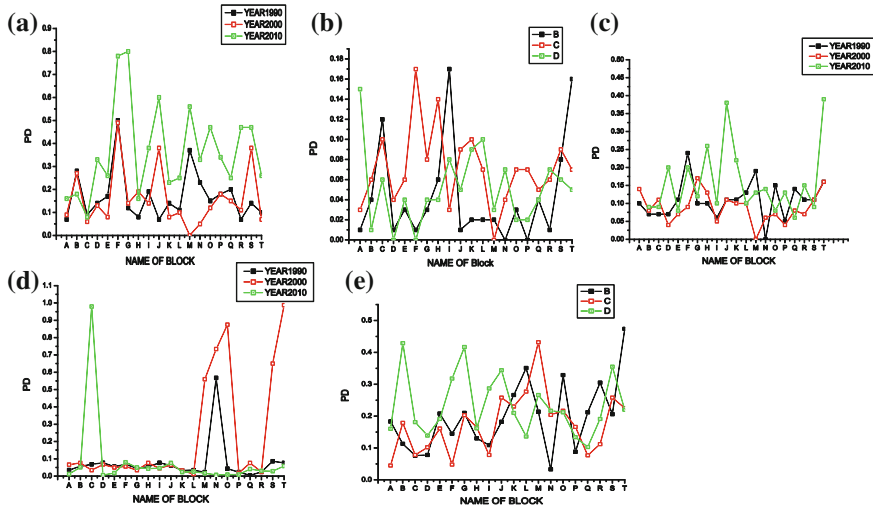 (a)
YEAR1990
YEAR2000
YEAR2010
PD
0.9
0.8
0.7
0.6
0.5
0.4
0.3
0.2
0.1
0.0
A B C D E F G H I J K L M N O P Q R S T
NAME OF BLOCK
(b)
B
C
D
PD
0.18
0.16
0.14
0.12
0.10
0.08
0.06
0.04
0.02
0.00
A B C D E F G H I J K L M N O P Q R S T
NAME OF Block
(c)
YEAR1990
YEAR2000
YEAR2010
PD
0.50
0.45
0.40
0.35
0.30
0.25
0.20
0.15
0.10
0.05
0.00
A B C D E F G H I J K L M N O P Q R S T
NAME OF BLOCK
(d)
YEAR1990
YEAR2000
YEAR2010
PD
1.1
1.0
0.9
0.8
0.7
0.6
0.5
0.4
0.3
0.2
0.1
0.0
A B C D E F G H I J K L M N O P Q R S T
NAME OF BLOCK
(e)
B
C
D
PD
0.5
0.4
0.3
0.2
0.1
0.0
A B C D E F G H I J K L M N O P Q R S T
NAME OF BLOCK